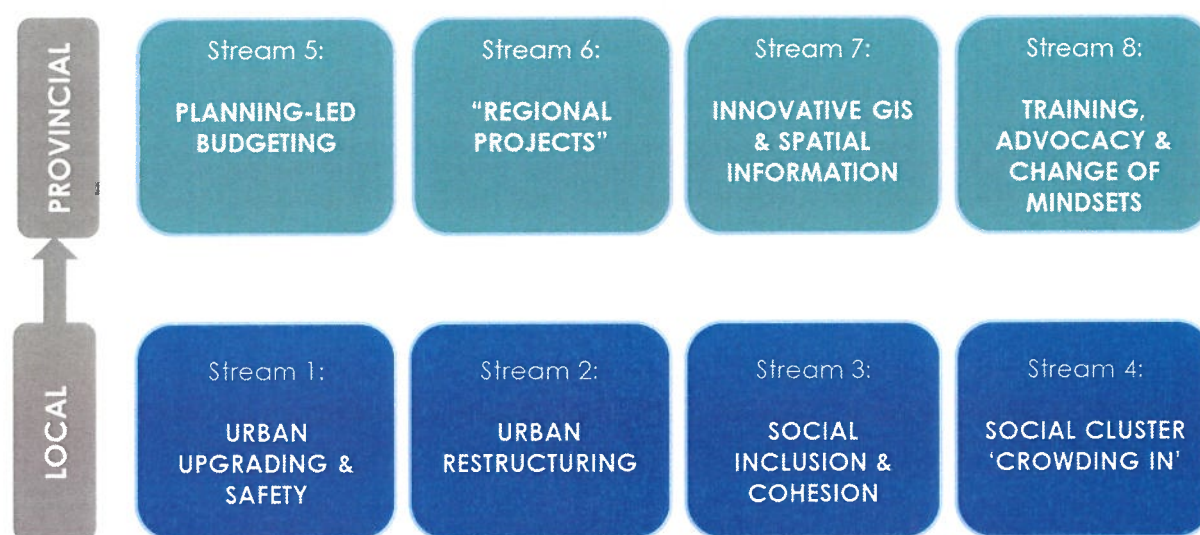 PROVINCIAL
Stream 5:
PLANNING-LED
BUDGETING
Stream 6:
“REGIONAL
PROJECTS”
Stream 7:
INNOVATIVE GIS
& SPATIAL
INFORMATION
Stream 8:
TRAINING,
ADVOCACY &
CHANGE OF
MINDSETS
LOCAL
Stream 1:
URBAN
UPGRADING &
SAFETY
Stream 2:
URBAN
RESTRUCTURING
Stream 3:
SOCIAL
INCLUSION &
COHESION
Stream 4:
SOCIAL CLUSTER
‘CROWDING IN’